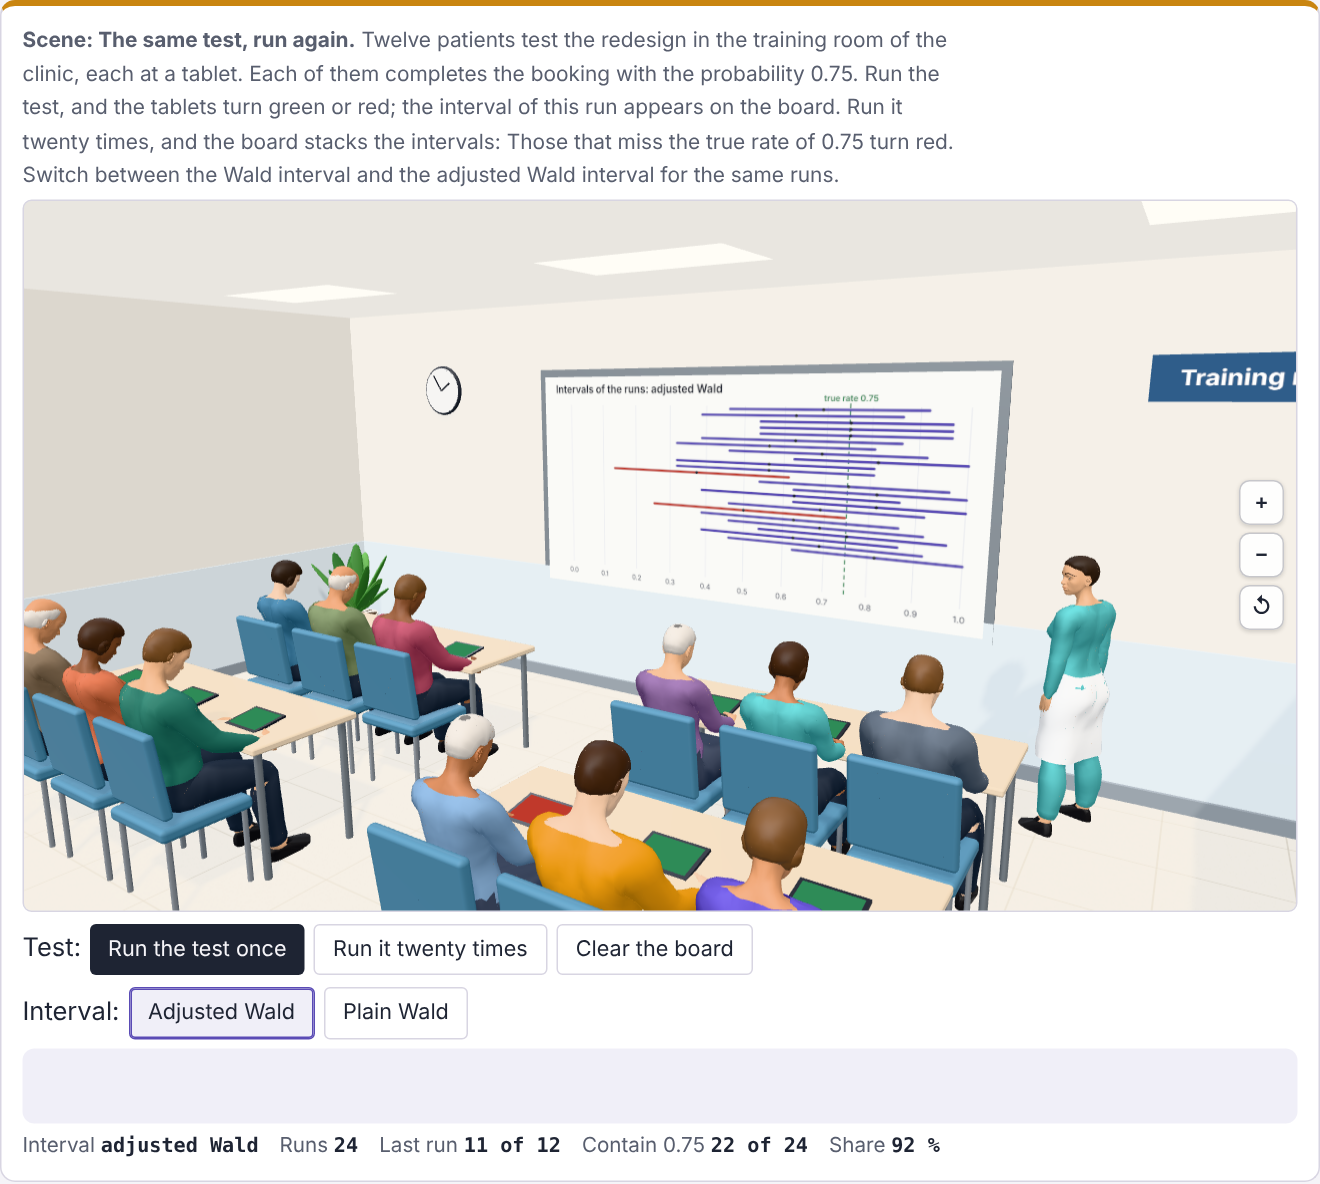 Scene: The same test, run again. Twelve patients test the redesign in the training room of the
clinic, each at a tablet. Each of them completes the booking with the probability 0.75. Run the
test, and the tablets turn green or red; the interval of this run appears on the board. Run it
twenty times, and the board stacks the intervals: Those that miss the true rate of 0.75 turn red.
Switch between the Wald interval and the adjusted Wald interval for the same runs.
Intervals of the runs: adjusted Wald
true rate 0.75
0.0 0.1 0.2 0.3 0.4 0.5 0.6 0.7 0.8 0.9 1.0
Training
+
−
Test: Run the test once Run it twenty times Clear the board
Interval: Adjusted Wald Plain Wald
Interval adjusted Wald Runs 24 Last run 11 of 12 Contain 0.75 22 of 24 Share 92 %